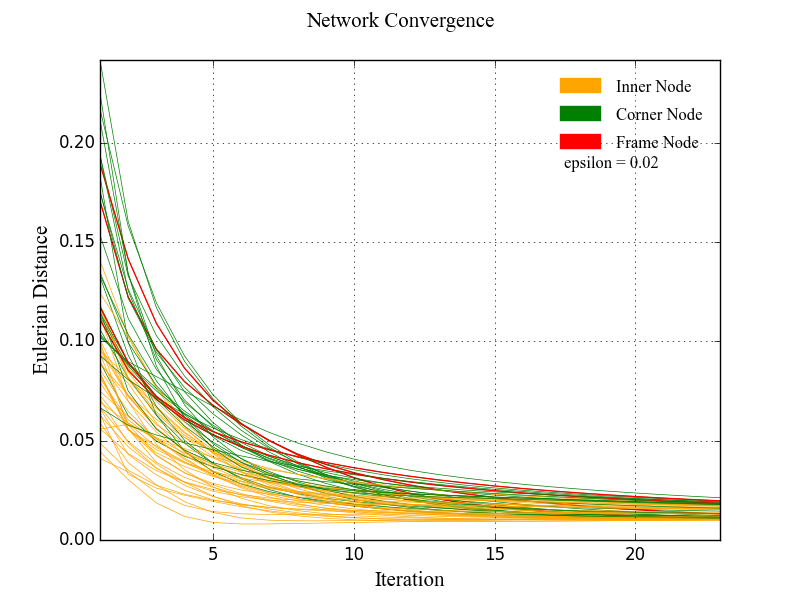 Network Convergence
Inner Node
Corner Node
Frame Node
epsilon = 0.02
Eulerian Distance
0.20
0.15
0.10
0.05
0.00
5
10
15
20
Iteration